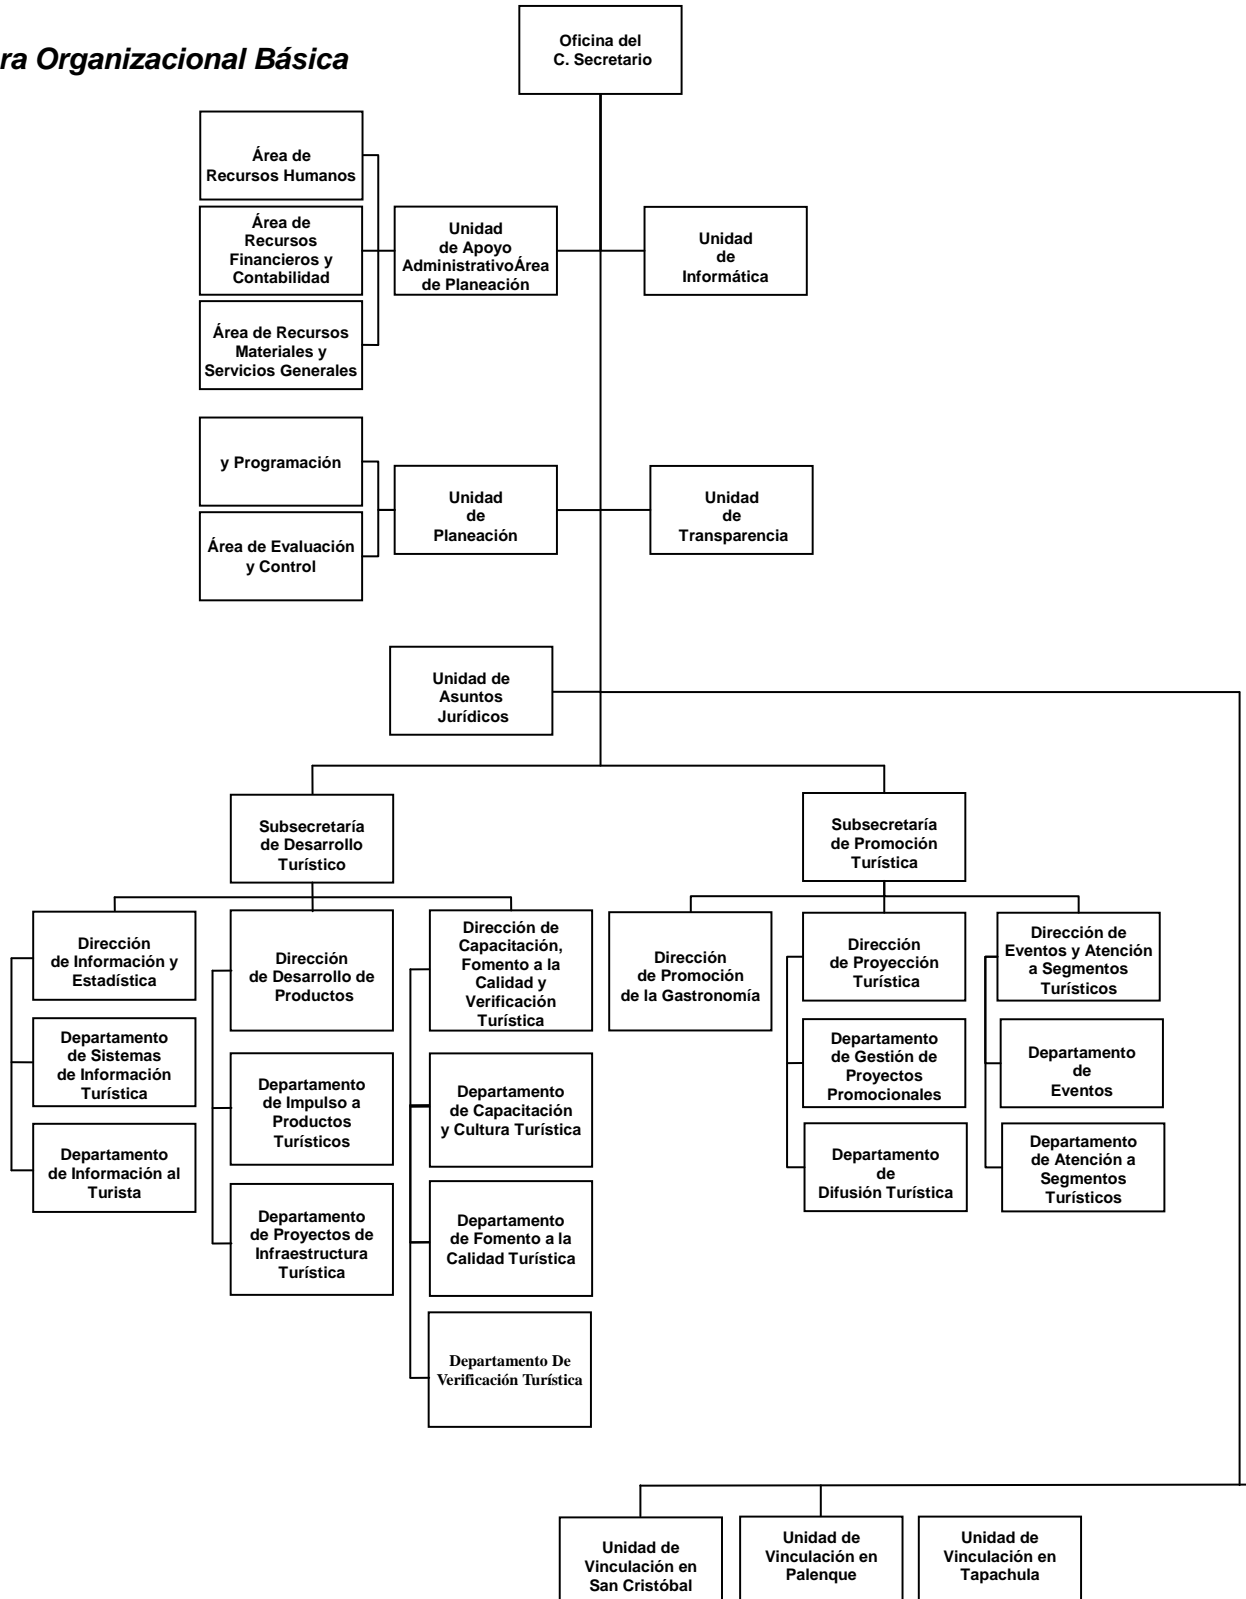 ra Organizacional Básica
Oficina del
C. Secretario
Área de
Recursos Humanos
Área de
Recursos
Financieros y
Contabilidad
Área de Recursos
Materiales y
Servicios Generales
Unidad
de Apoyo
AdministrativoÁrea
de Planeación
Unidad
de
Informática
y Programación
Área de Evaluación
y Control
Unidad
de
Planeación
Unidad
de
Transparencia
Unidad de
Asuntos
Jurídicos
Subsecretaría
de Desarrollo
Turístico
Subsecretaría
de Promoción
Turística
Dirección
de Información y
Estadística
Departamento
de Sistemas
de Información
Turística
Departamento
de Información al
Turista
Dirección
de Desarrollo de
Productos
Departamento
de Impulso a
Productos
Turísticos
Departamento
de Proyectos de
Infraestructura
Turística
Dirección de
Capacitación,
Fomento a la
Calidad y
Verificación
Turística
Departamento
de Capacitación
y Cultura Turística
Departamento
de Fomento a la
Calidad Turística
Departamento De
Verificación Turística
Dirección
de Promoción
de la Gastronomía
Dirección
de Proyección
Turística
Departamento
de Gestión de
Proyectos
Promocionales
Departamento
de
Difusión Turística
Dirección de
Eventos y Atención
a Segmentos
Turísticos
Departamento
de
Eventos
Departamento
de Atención a
Segmentos
Turísticos
Unidad de
Vinculación en
San Cristóbal
Unidad de
Vinculación en
Palenque
Unidad de
Vinculación en
Tapachula